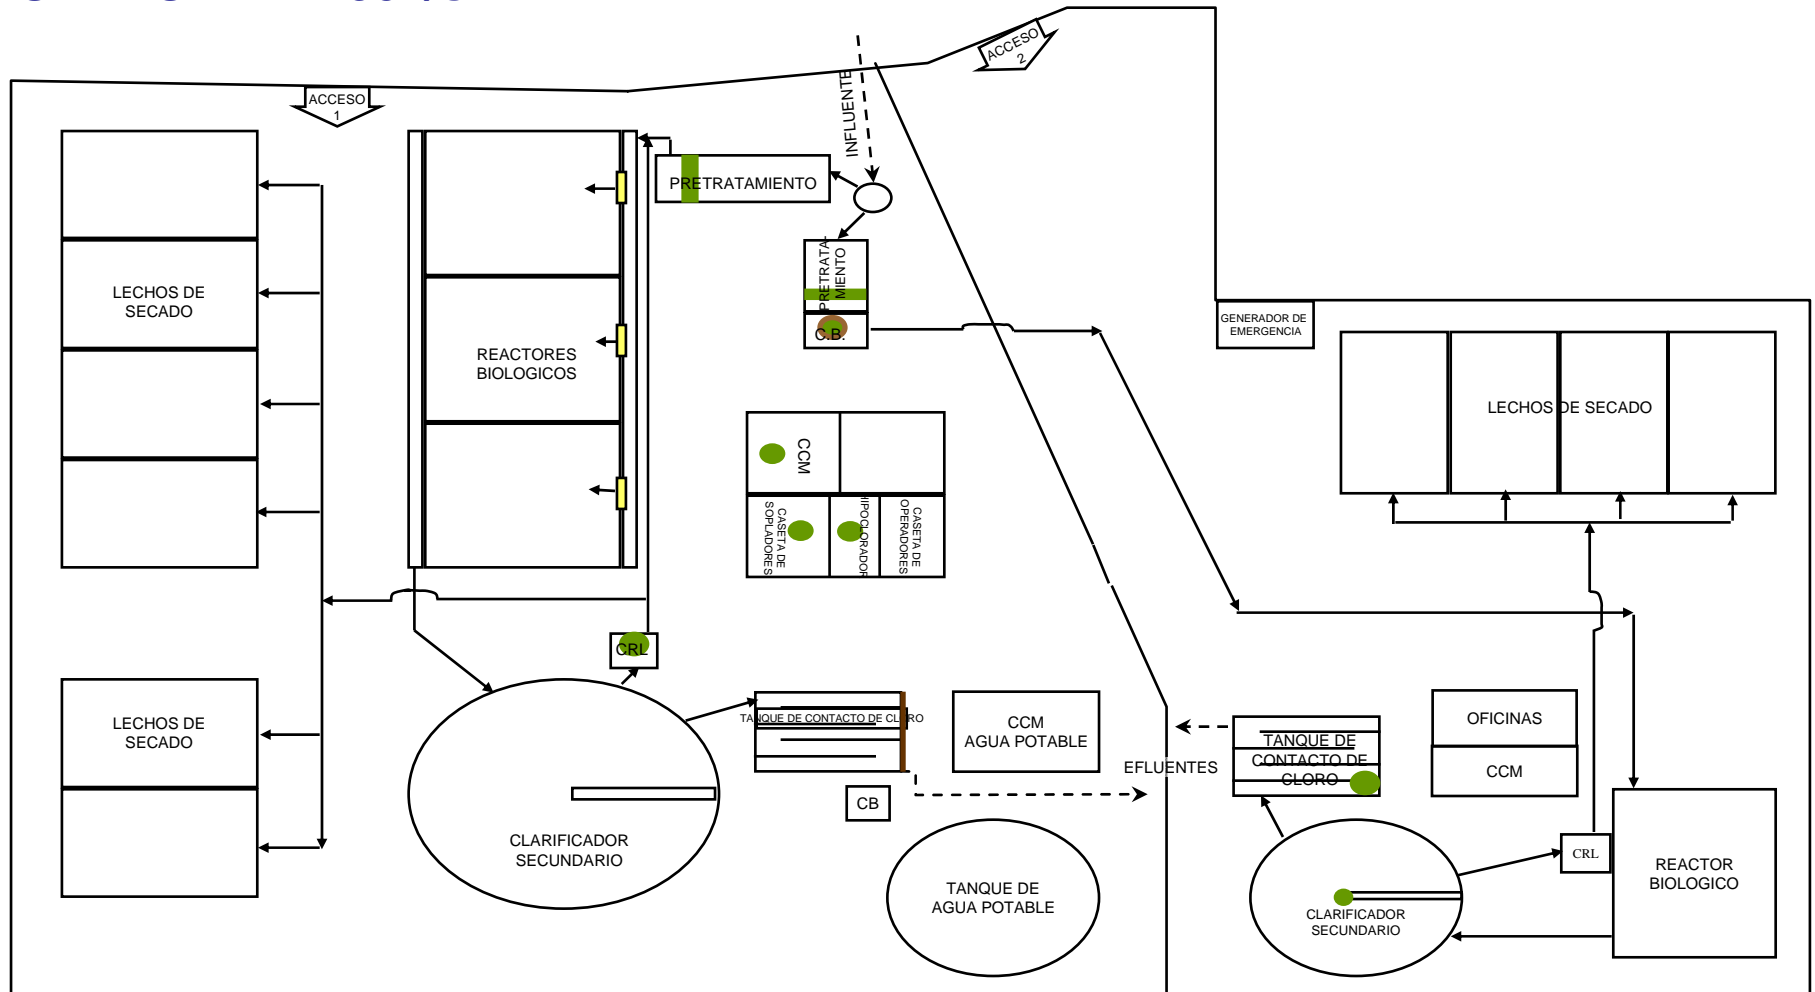 ACCESO
1
ACCESO
2
INFLUENTE
PRETRATAMIENTO
PRETRATA-
MIENTO
C.B.
LECHOS DE
SECADO
REACTORES
BIOLOGICOS
GENERADOR DE
EMERGENCIA
LECHOS DE SECADO
CCM
CASETA DE
SOPLADORES
HIPOCLORADOR
CASETA DE
OPERADORES
CRL
LECHOS DE
SECADO
TANQUE DE CONTACTO DE CLORO
CCM
AGUA POTABLE
EFLUENTES
TANQUE DE
CONTACTO DE
CLORO
OFICINAS
CCM
CB
CLARIFICADOR
SECUNDARIO
TANQUE DE
AGUA POTABLE
CLARIFICADOR
SECUNDARIO
CRL
REACTOR
BIOLOGICO